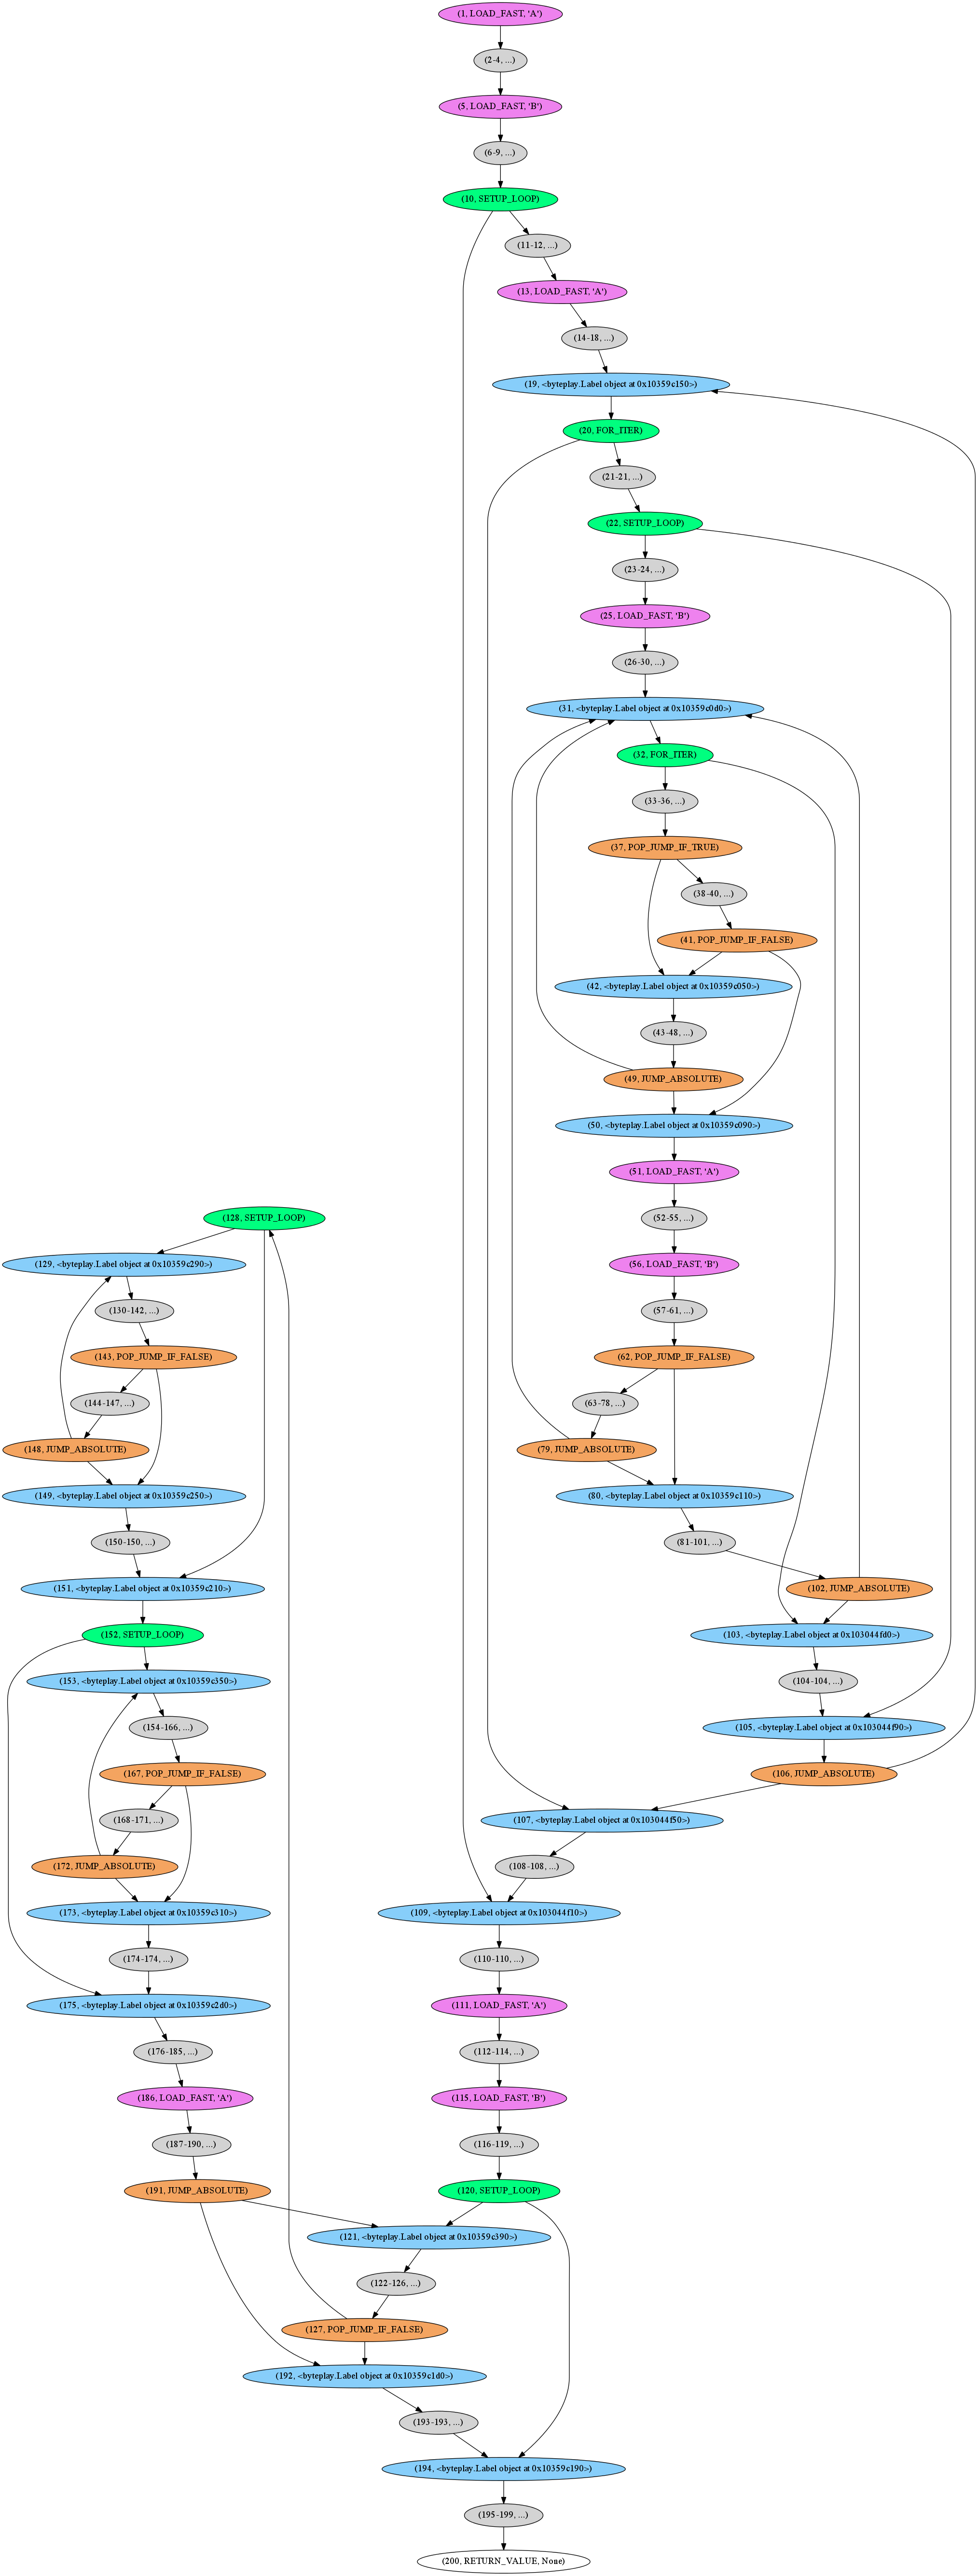 (1, LOAD_FAST, 'A')
(2-4, ...)
(5, LOAD_FAST, 'B')
(6-9, ...)
(10, SETUP_LOOP)
(11-12, ...)
(13, LOAD_FAST, 'A')
(14-18, ...)
(19, <byteplay.Label object at 0x10359c150>)
(20, FOR_ITER)
(21-21, ...)
(22, SETUP_LOOP)
(23-24, ...)
(25, LOAD_FAST, 'B')
(26-30, ...)
(31, <byteplay.Label object at 0x10359c0d0>)
(32, FOR_ITER)
(33-36, ...)
(37, POP_JUMP_IF_TRUE)
(38-40, ...)
(41, POP_JUMP_IF_FALSE)
(42, <byteplay.Label object at 0x10359c050>)
(43-48, ...)
(49, JUMP_ABSOLUTE)
(50, <byteplay.Label object at 0x10359c090>)
(51, LOAD_FAST, 'A')
(52-55, ...)
(128, SETUP_LOOP)
(129, <byteplay.Label object at 0x10359c290>)
(56, LOAD_FAST, 'B')
(130-142, ...)
(57-61, ...)
(143, POP_JUMP_IF_FALSE)
(62, POP_JUMP_IF_FALSE)
(144-147, ...)
(63-78, ...)
(148, JUMP_ABSOLUTE)
(79, JUMP_ABSOLUTE)
(149, <byteplay.Label object at 0x10359c250>)
(80, <byteplay.Label object at 0x10359c110>)
(150-150, ...)
(81-101, ...)
(151, <byteplay.Label object at 0x10359c210>)
(102, JUMP_ABSOLUTE)
(152, SETUP_LOOP)
(103, <byteplay.Label object at 0x103044fd0>)
(153, <byteplay.Label object at 0x10359c350>)
(104-104, ...)
(154-166, ...)
(105, <byteplay.Label object at 0x103044f90>)
(167, POP_JUMP_IF_FALSE)
(106, JUMP_ABSOLUTE)
(168-171, ...)
(107, <byteplay.Label object at 0x103044f50>)
(172, JUMP_ABSOLUTE)
(108-108, ...)
(173, <byteplay.Label object at 0x10359c310>)
(109, <byteplay.Label object at 0x103044f10>)
(174-174, ...)
(110-110, ...)
(175, <byteplay.Label object at 0x10359c2d0>)
(111, LOAD_FAST, 'A')
(176-185, ...)
(112-114, ...)
(186, LOAD_FAST, 'A')
(115, LOAD_FAST, 'B')
(187-190, ...)
(116-119, ...)
(191, JUMP_ABSOLUTE)
(120, SETUP_LOOP)
(121, <byteplay.Label object at 0x10359c390>)
(122-126, ...)
(127, POP_JUMP_IF_FALSE)
(192, <byteplay.Label object at 0x10359c1d0>)
(193-193, ...)
(194, <byteplay.Label object at 0x10359c190>)
(195-199, ...)
(200, RETURN_VALUE, None)